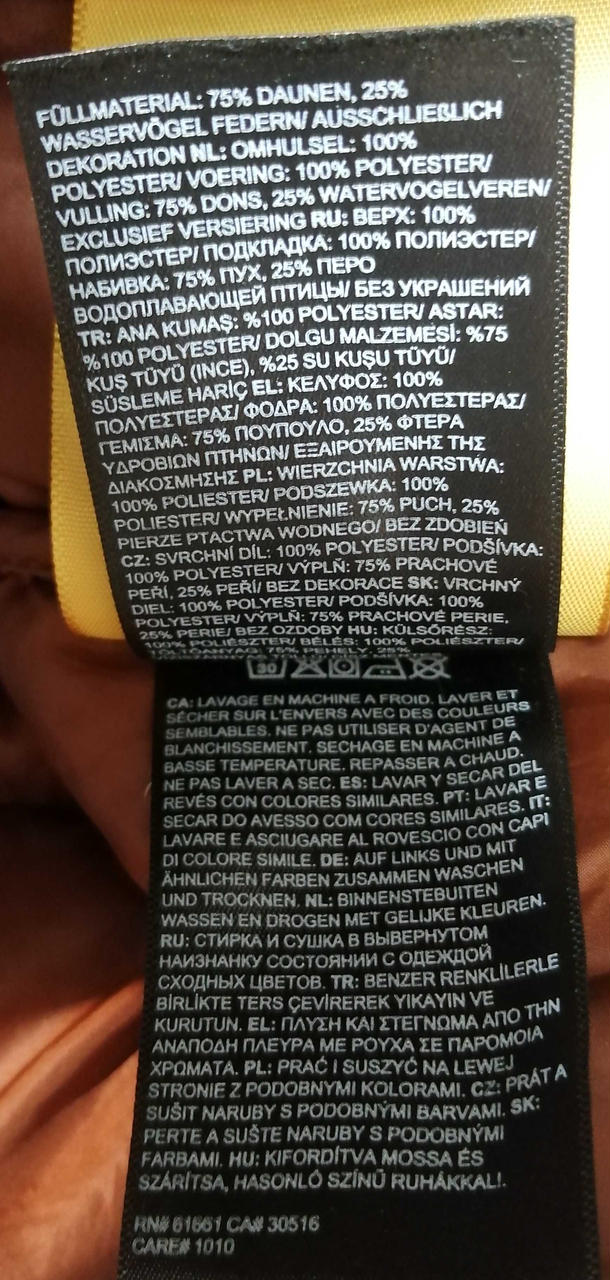 FÜLLMATERIAL: 75% DAUNEN, 25%
WASSERVÖGEL FEDERN/ AUSSCHLIEßLICH
DEKORATION NL: OMHULSEL: 100%
POLYESTER/ VOERING: 100% POLYESTER/
VULLING: 75% DONS, 25% WATERVOGELVEREN/
EXCLUSIEF VERSIERING RU: ВЕРХ: 100%
ПОЛИЭСТЕР/ ПОДКЛАДКА: 100% ПОЛИЭСТЕР/
НАБИВКА: 75% ПУХ, 25% ПЕРО
ВОДОПЛАВАЮЩЕЙ ПТИЦЫ/ БЕЗ УКРАШЕНИЙ
TR: ANA KUMAŞ: %100 POLYESTER/ ASTAR:
%100 POLYESTER/ DOLGU MALZEMESİ: %75
KUŞ TÜYÜ (INCE), %25 SU KUŞU TÜYÜ/
SÜSLEME HARİÇ EL: ΚΕΛΥΦΟΣ: 100%
ΠΟΛΥΕΣΤΕΡΑΣ/ ΦΟΔΡΑ: 100% ΠΟΛΥΕΣΤΕΡΑΣ/
ΓΕΜΙΣΜΑ: 75% ΠΟΥΠΟΥΛΟ, 25% ΦΤΕΡΑ
ΥΔΡΟΒΙΩΝ ΠΤΗΝΩΝ/ ΕΞΑΙΡΟΥΜΕΝΗΣ ΤΗΣ
ΔΙΑΚΟΣΜΗΣΗΣ PL: WIERZCHNIA WARSTWA:
100% POLIESTER/ PODSZEWKA: 100%
POLIESTER/ WYPEŁNIENIE: 75% PUCH, 25%
PIERZE PTACTWA WODNEGO/ BEZ ZDOBIEŃ
CZ: SVRCHNÍ DÍL: 100% POLYESTER/ PODŠÍVKA:
100% POLYESTER/ VÝPLŇ: 75% PRACHOVÉ
PEŘÍ, 25% PEŘÍ/ BEZ DEKORACE SK: VRCHNÝ
DIEL: 100% POLYESTER/ PODŠÍVKA: 100%
POLYESTER/ VÝPLŇ: 75% PRACHOVÉ PERIE,
25% PERIE/ BEZ OZDOBY HU: KÜLSŐRÉSZ:
100% POLIÉSZTER/ BÉLÉS: 100% POLIÉSZTER/
TÖLTŐANYAG: 75% PEHELY, 25%
30
CA: LAVAGE EN MACHINE A FROID. LAVER ET
SÉCHER SUR L'ENVERS AVEC DES COULEURS
SEMBLABLES. NE PAS UTILISER D'AGENT DE
BLANCHISSEMENT. SECHAGE EN MACHINE A
BASSE TEMPERATURE. REPASSER A CHAUD.
NE PAS LAVER A SEC. ES: LAVAR Y SECAR DEL
REVÉS CON COLORES SIMILARES. PT: LAVAR E
SECAR DO AVESSO COM CORES SIMILARES. IT:
LAVARE E ASCIUGARE AL ROVESCIO CON CAPI
DI COLORE SIMILE. DE: AUF LINKS UND MIT
ÄHNLICHEN FARBEN ZUSAMMEN WASCHEN
UND TROCKNEN. NL: BINNENSTEBUITEN
WASSEN EN DROGEN MET GELIJKE KLEUREN.
RU: СТИРКА И СУШКА В ВЫВЕРНУТОМ
НАИЗНАНКУ СОСТОЯНИИ С ОДЕЖДОЙ
СХОДНЫХ ЦВЕТОВ. TR: BENZER RENKLİLERLE
BİRLİKTE TERS ÇEVİREREK YIKAYIN VE
KURUTUN. EL: ΠΛΥΣΗ ΚΑΙ ΣΤΕΓΝΩΜΑ ΑΠΟ ΤΗΝ
ΑΝΑΠΟΔΗ ΠΛΕΥΡΑ ΜΕ ΡΟΥΧΑ ΣΕ ΠΑΡΟΜΟΙΑ
ΧΡΩΜΑΤΑ. PL: PRAĆ I SUSZYĆ NA LEWEJ
STRONIE Z PODOBNYMI KOLORAMI. CZ: PRÁT A
SUŠIT NARUBY S PODOBNÝMI BARVAMI. SK:
PERTE A SUŠTE NARUBY S PODOBNÝMI
FARBAMI. HU: KIFORDÍTVA MOSSA ÉS
SZÁRÍTSA, HASONLÓ SZÍNŰ RUHÁKKAL!.
RN# 61661 CA# 30516
CARE# 1010